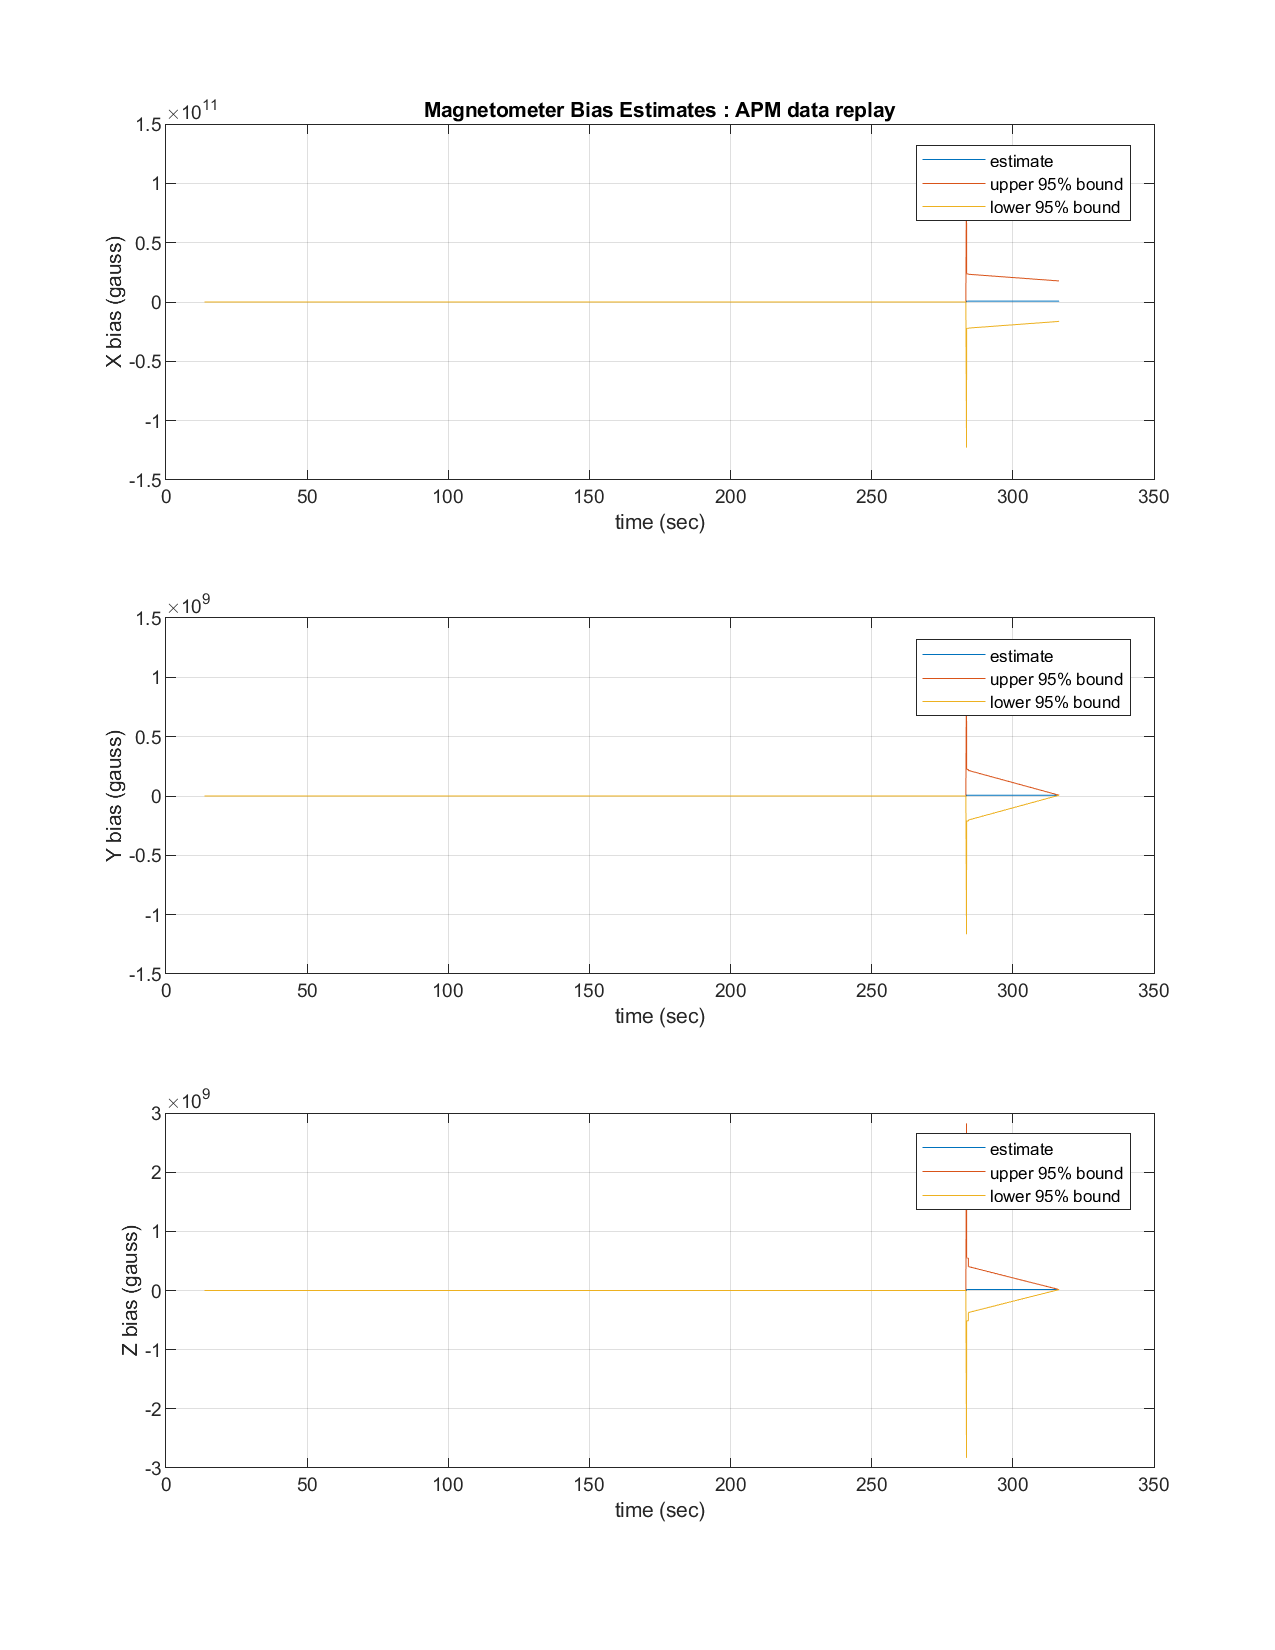 Magnetometer Bias Estimates : APM data replay
×10^11
1.5
1
0.5
0
-0.5
-1
-1.5
X bias (gauss)
estimate
upper 95% bound
lower 95% bound
0 50 100 150 200 250 300 350
time (sec)
×10^9
1.5
1
0.5
0
-0.5
-1
-1.5
Y bias (gauss)
estimate
upper 95% bound
lower 95% bound
0 50 100 150 200 250 300 350
time (sec)
×10^9
3
2
1
0
-1
-2
-3
Z bias (gauss)
estimate
upper 95% bound
lower 95% bound
0 50 100 150 200 250 300 350
time (sec)